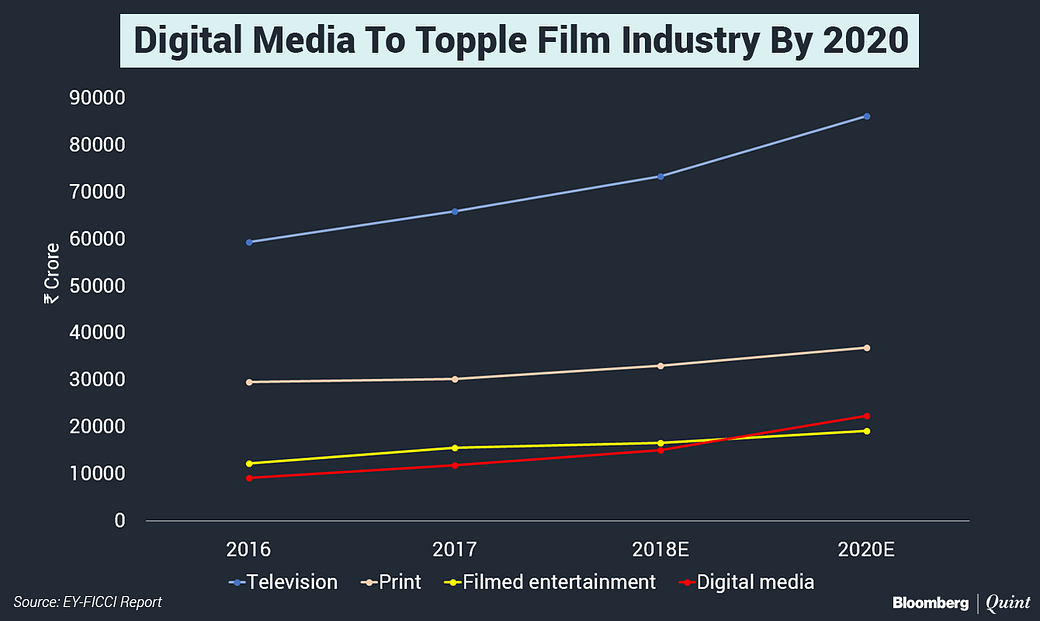 Digital Media To Topple Film Industry By 2020
₹ Crore
90000
80000
70000
60000
50000
40000
30000
20000
10000
0
2016 2017 2018E 2020E
Television Print Filmed entertainment Digital media
Source: EY-FICCI Report
Bloomberg | Quint